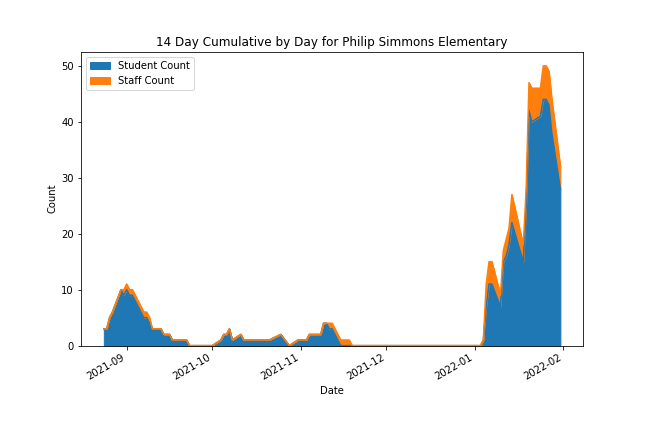 14 Day Cumulative by Day for Philip Simmons Elementary
Student Count
Staff Count
50
40
30
20
10
0
Count
2021-09
2021-10
2021-11
2021-12
2022-01
2022-02
Date